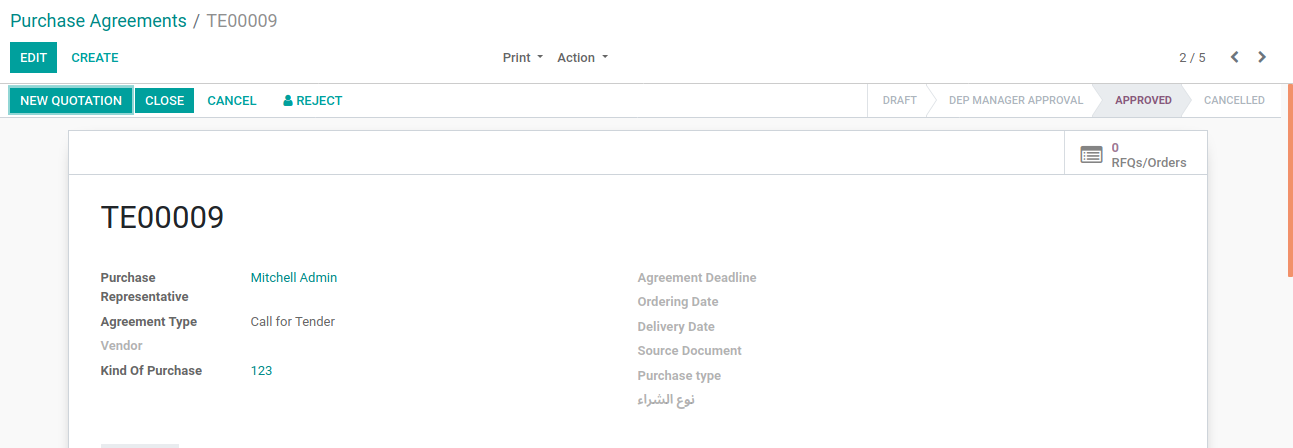 Purchase Agreements / TE00009
EDIT CREATE Print Action 2 / 5
NEW QUOTATION CLOSE CANCEL REJECT DRAFT DEP MANAGER APPROVAL APPROVED CANCELLED
0
RFQs/Orders
TE00009
Purchase Representative Mitchell Admin
Agreement Type Call for Tender
Vendor
Kind Of Purchase 123
Agreement Deadline
Ordering Date
Delivery Date
Source Document
Purchase type
نوع الشراء